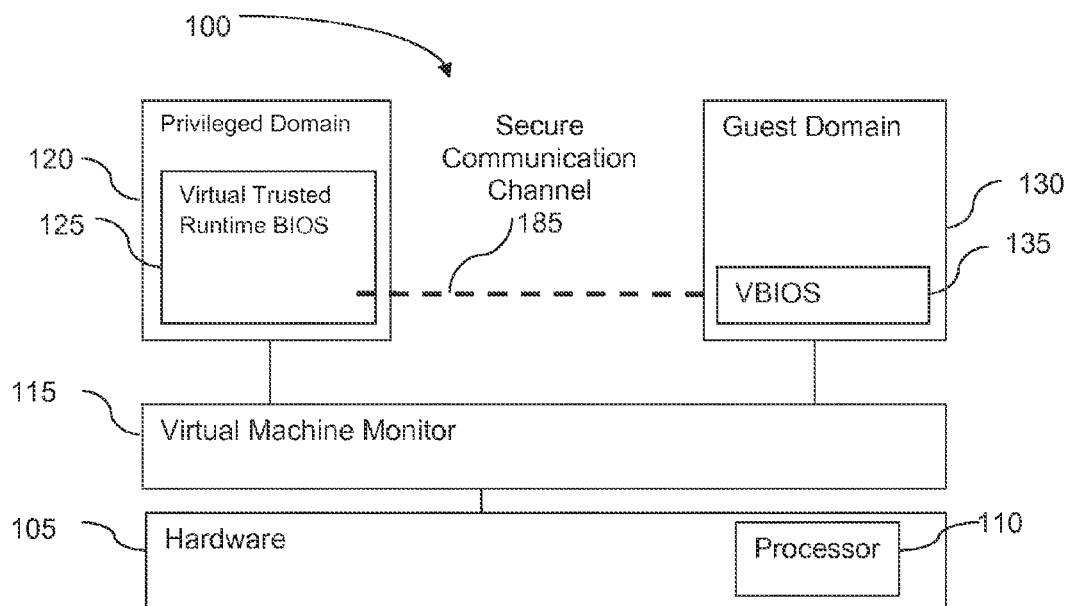 100
Privileged Domain
120
Virtual Trusted
Runtime BIOS
125
Secure
Communication
Channel
185
Guest Domain
130
135
VBIOS
115
Virtual Machine Monitor
105
Hardware
Processor
110